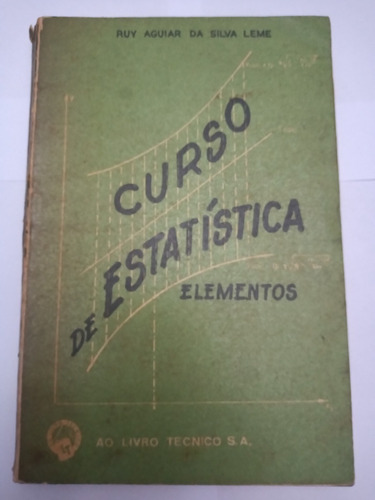 RUY AGUIAR DA SILVA LEME
CURSO
DE ESTATÍSTICA
ELEMENTOS
AO LIVRO TECNICO S.A.